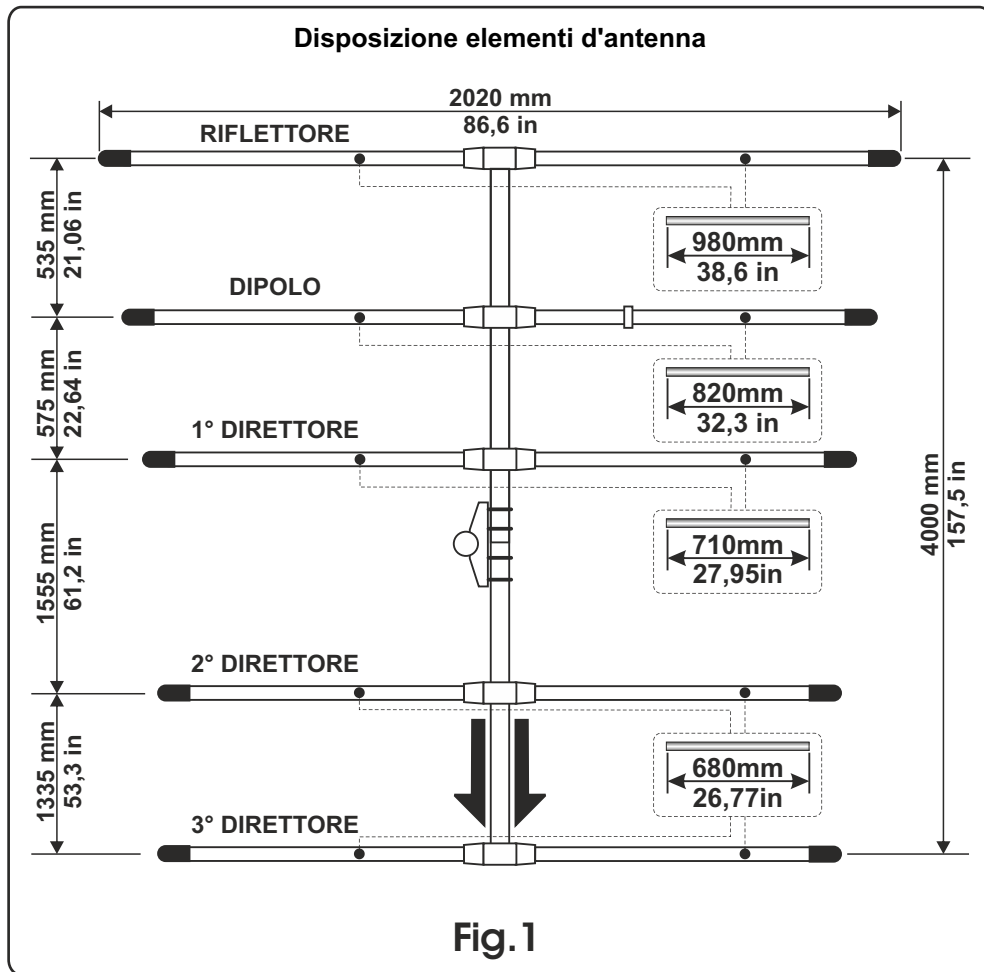 Disposizione elementi d'antenna
2020 mm
86,6 in
RIFLETTORE
535 mm
21,06 in
980mm
38,6 in
DIPOLO
575 mm
22,64 in
820mm
32,3 in
1° DIRETTORE
4000 mm
157,5 in
1555 mm
61,2 in
710mm
27,95in
2° DIRETTORE
1335 mm
53,3 in
680mm
26,77in
3° DIRETTORE
Fig.1